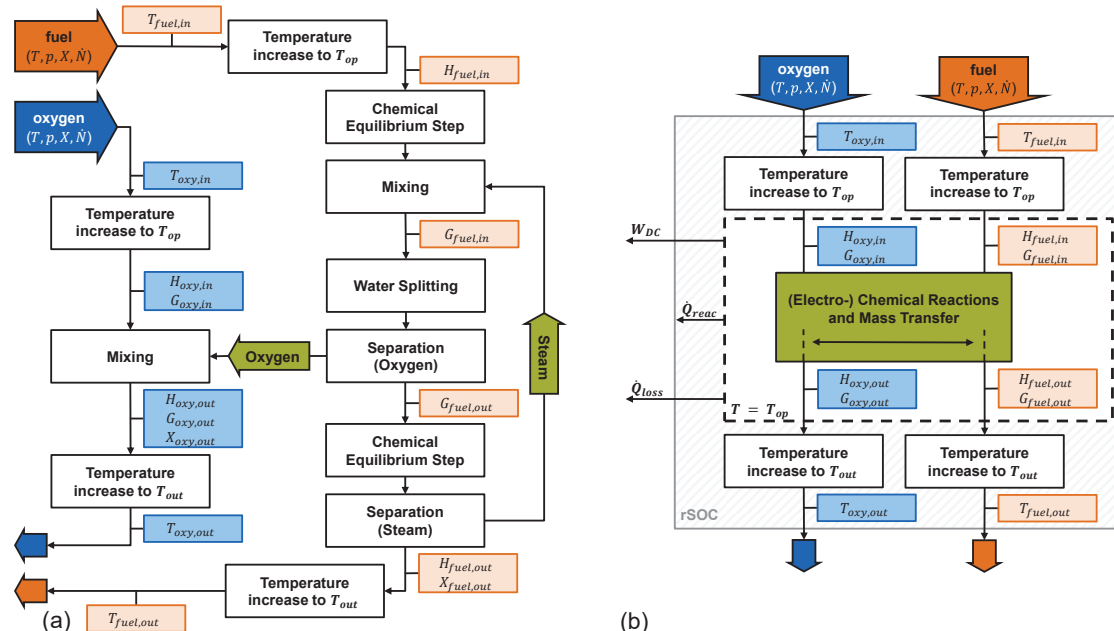 fuel
(T, p, X, Ṅ)
T_fuel,in
Temperature
increase to T_op
H_fuel,in
Chemical
Equilibrium Step
oxygen
(T, p, X, Ṅ)
T_oxy,in
Temperature
increase to T_op
H_oxy,in
G_oxy,in
Mixing
G_fuel,in
Water Splitting
Mixing
Oxygen
Separation
(Oxygen)
Steam
H_oxy,out
G_oxy,out
X_oxy,out
G_fuel,out
Chemical
Equilibrium Step
Temperature
increase to T_out
T_oxy,out
Separation
(Steam)
H_fuel,out
X_fuel,out
Temperature
increase to T_out
T_fuel,out
(a)
oxygen
(T, p, X, Ṅ)
fuel
(T, p, X, Ṅ)
T_oxy,in
T_fuel,in
Temperature
increase to T_op
Temperature
increase to T_op
W_DC
H_oxy,in
G_oxy,in
H_fuel,in
G_fuel,in
Q̇_reac
(Electro-) Chemical Reactions
and Mass Transfer
Q̇_loss
H_oxy,out
G_oxy,out
H_fuel,out
G_fuel,out
T = T_op
Temperature
increase to T_out
Temperature
increase to T_out
T_oxy,out
T_fuel,out
rSOC
(b)